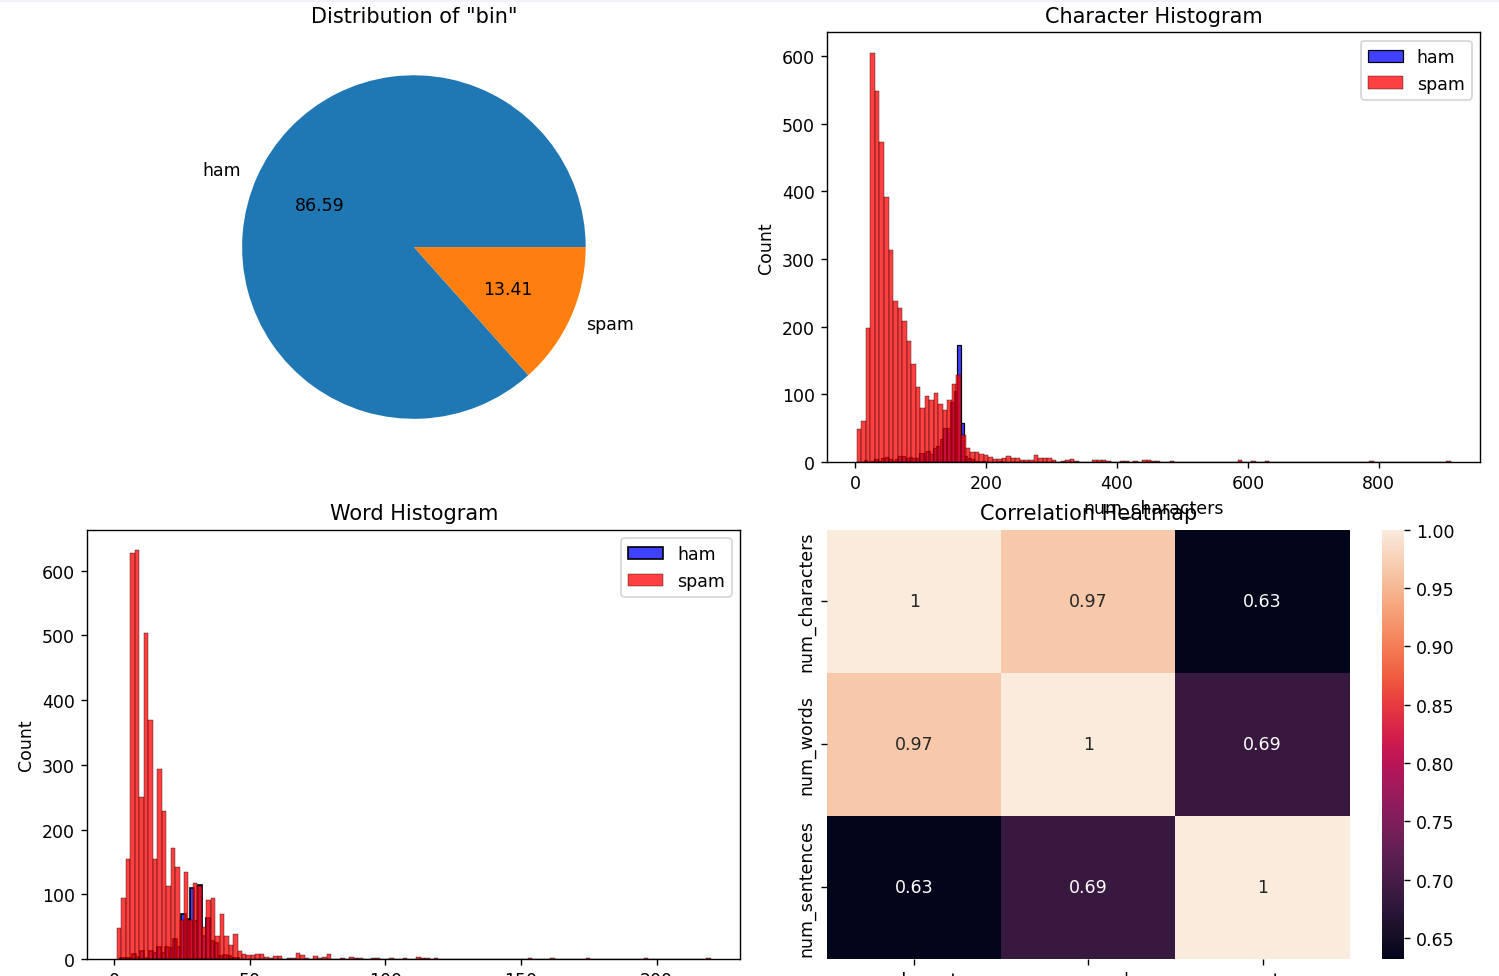 Distribution of "bin"
ham
86.59
13.41
spam
Character Histogram
ham
spam
Count
600
500
400
300
200
100
0
0 200 400 600 800
num_characters
Word Histogram
ham
spam
Count
600
500
400
300
200
100
0
0 50 100 150 200
Correlation Heatmap
num_characters
num_words
num_sentences
1 0.97 0.63
0.97 1 0.69
0.63 0.69 1
1.00
0.95
0.90
0.85
0.80
0.75
0.70
0.65